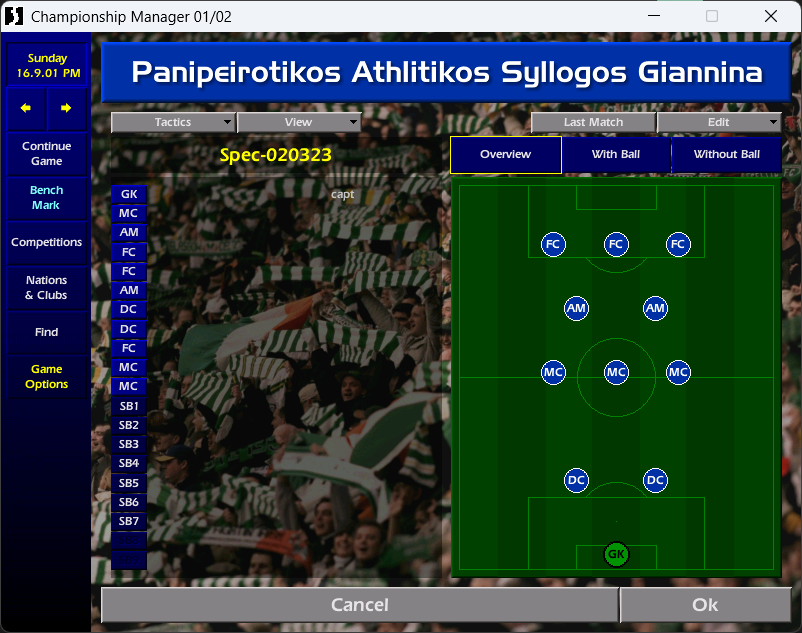 Championship Manager 01/02
Sunday
16.9.01 PM
Continue
Game
Bench
Mark
Competitions
Nations
& Clubs
Find
Game
Options
Panipeirotikos Athlitikos Syllogos Giannina
Tactics
View
Last Match
Edit
Spec-020323
Overview
With Ball
Without Ball
GK
capt
MC
AM
FC
FC
AM
DC
DC
FC
MC
MC
SB1
SB2
SB3
SB4
SB5
SB6
SB7
FC FC FC
AM AM
MC MC MC
DC DC
GK
Cancel
Ok